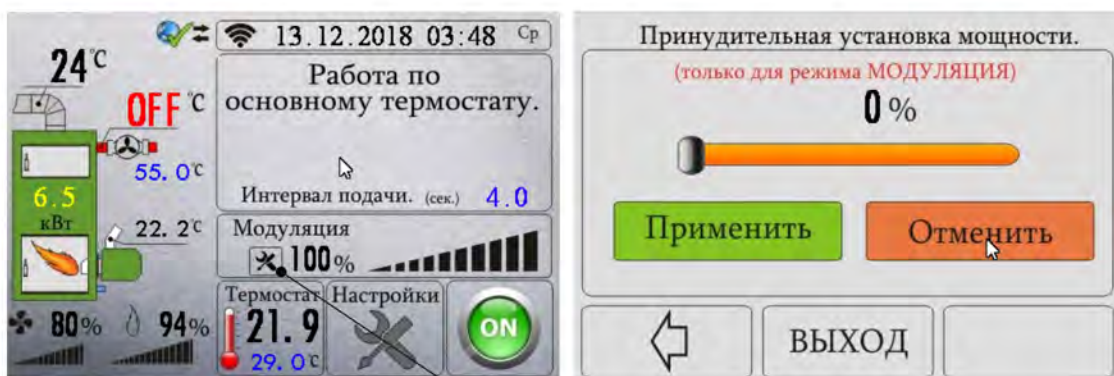 13.12.2018 03:48 Ср
24°C
Работа по
основному термостату.
OFF °C
55.0°C
Интервал подачи. (сек.) 4.0
6.5
кВт
22.2°C
Модуляция
100%
Термостат
21.9
29.0°C
Настройки
ON
80%
94%
Принудительная установка мощности.
(только для режима МОДУЛЯЦИЯ)
0 %
Применить
Отменить
ВЫХОД